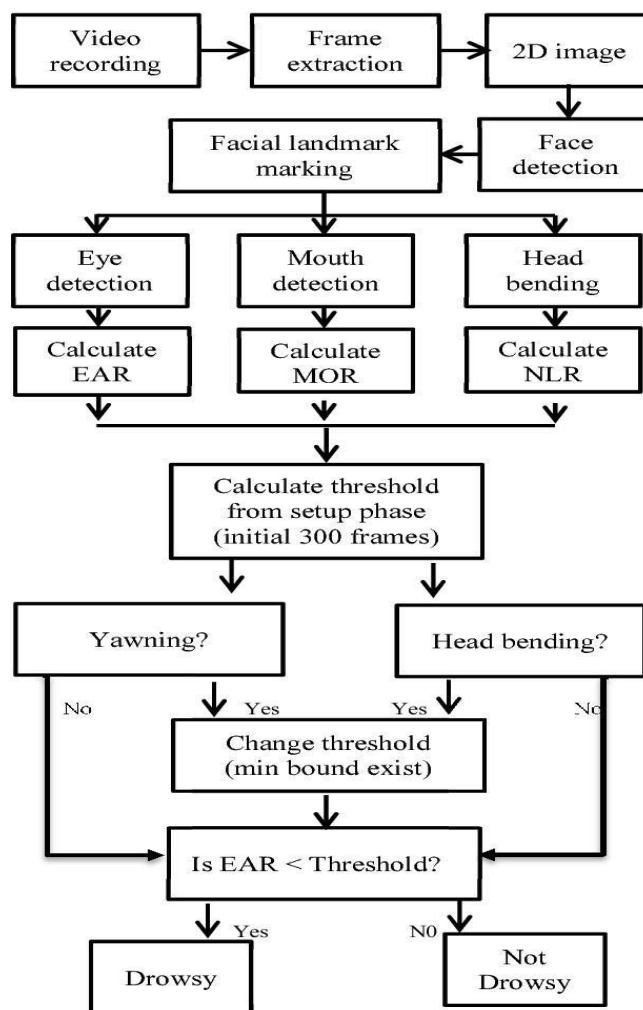 Video
recording
Frame
extraction
2D image
Facial landmark
marking
Face
detection
Eye
detection
Mouth
detection
Head
bending
Calculate
EAR
Calculate
MOR
Calculate
NLR
Calculate threshold
from setup phase
(initial 300 frames)
Yawning?
Head bending?
No
Yes
Yes
No
Change threshold
(min bound exist)
Is EAR < Threshold?
Yes
N0
Drowsy
Not
Drowsy